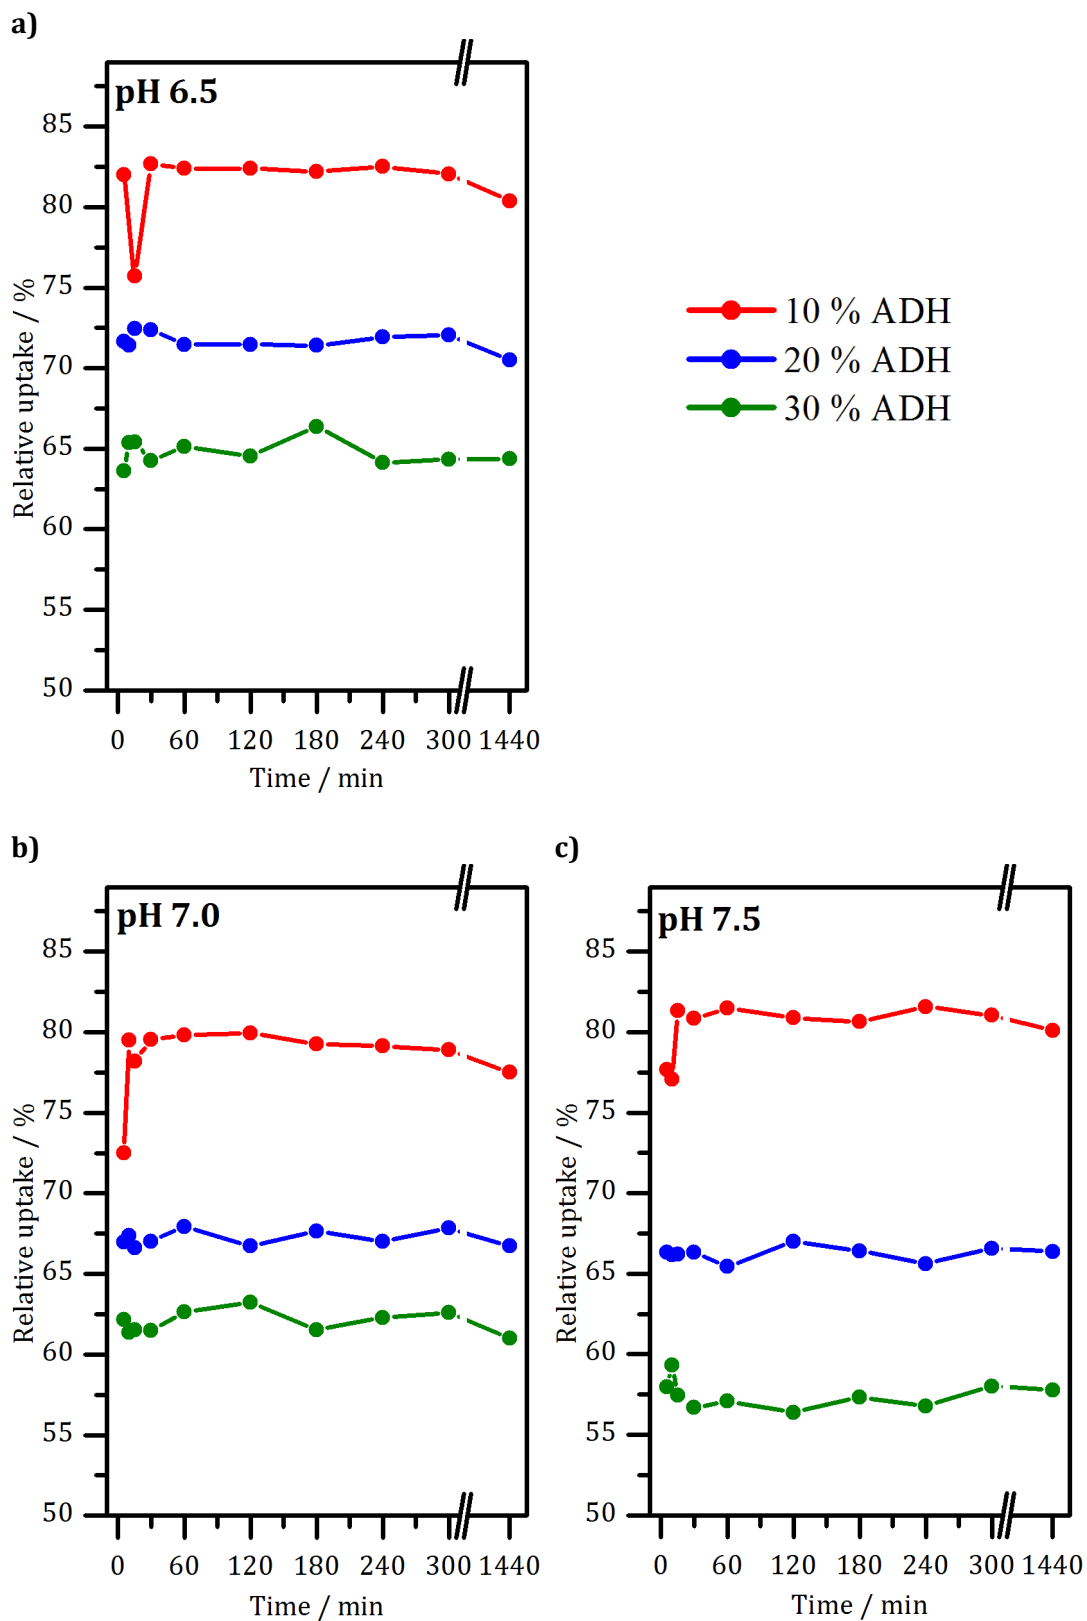 a)
pH 6.5
85
80
75
70
65
60
55
50
Relative uptake / %
0 60 120 180 240 300 1440
Time / min
10 % ADH
20 % ADH
30 % ADH
b)
pH 7.0
85
80
75
70
65
60
55
50
Relative uptake / %
0 60 120 180 240 300 1440
Time / min
c)
pH 7.5
85
80
75
70
65
60
55
50
Relative uptake / %
0 60 120 180 240 300 1440
Time / min